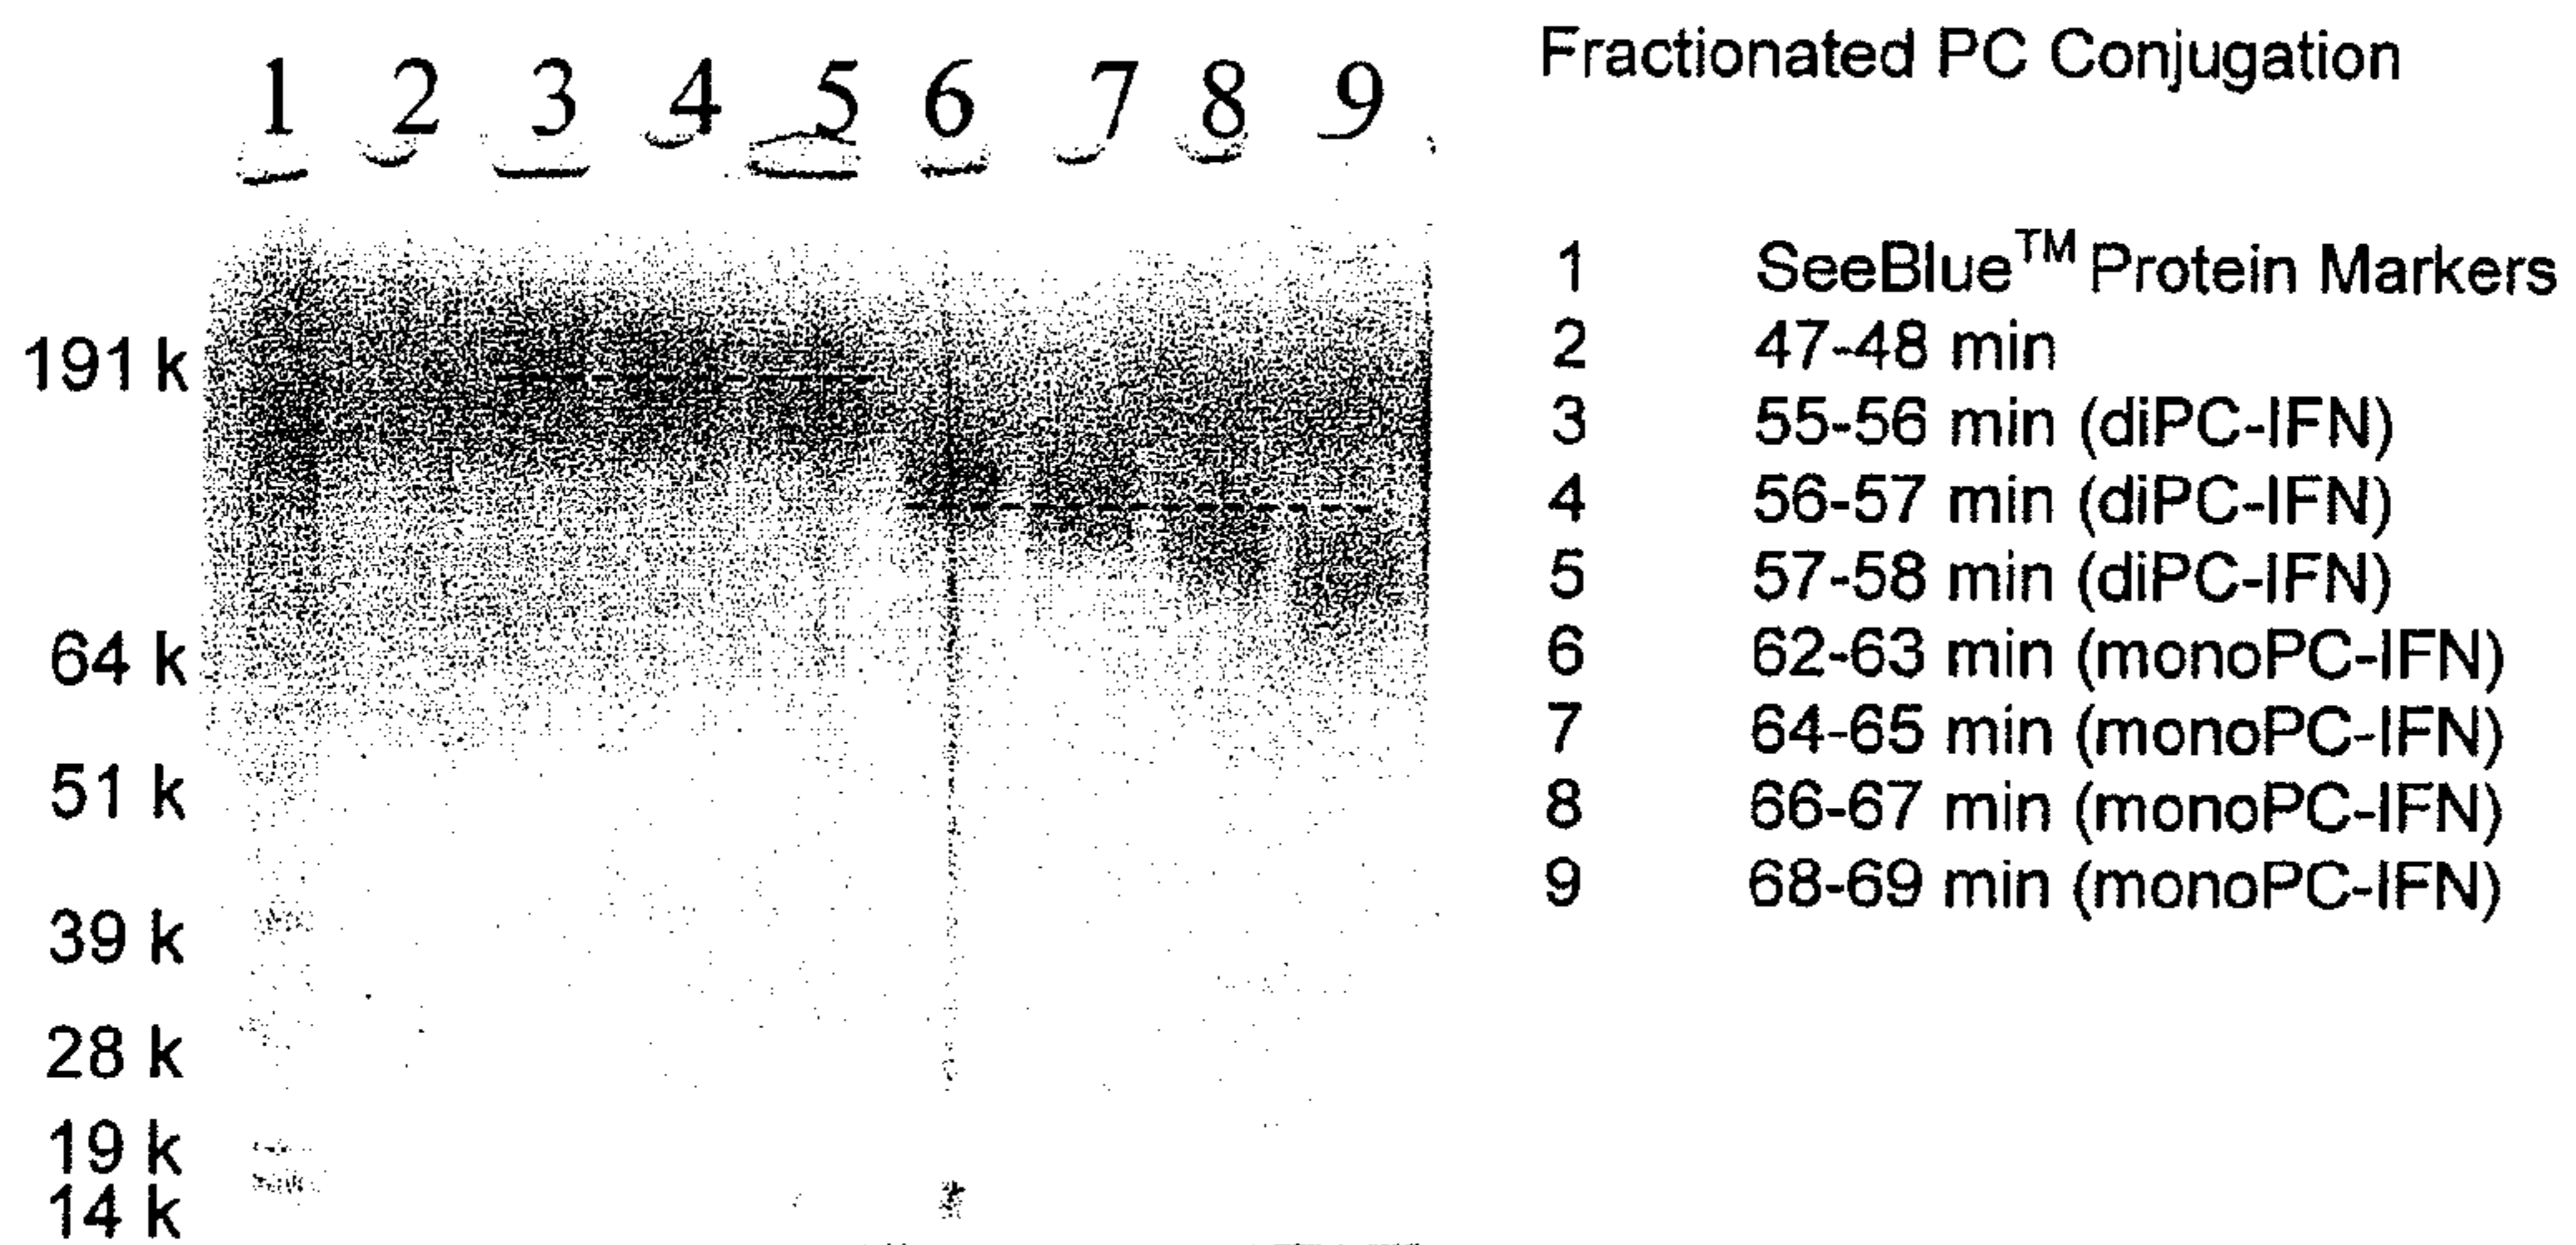 Fractionated PC Conjugation
1 2 3 4 5 6 7 8 9
191 k
64 k
51 k
39 k
28 k
19 k
14 k
1 SeeBlue™ Protein Markers
2 47-48 min
3 55-56 min (diPC-IFN)
4 56-57 min (diPC-IFN)
5 57-58 min (diPC-IFN)
6 62-63 min (monoPC-IFN)
7 64-65 min (monoPC-IFN)
8 66-67 min (monoPC-IFN)
9 68-69 min (monoPC-IFN)